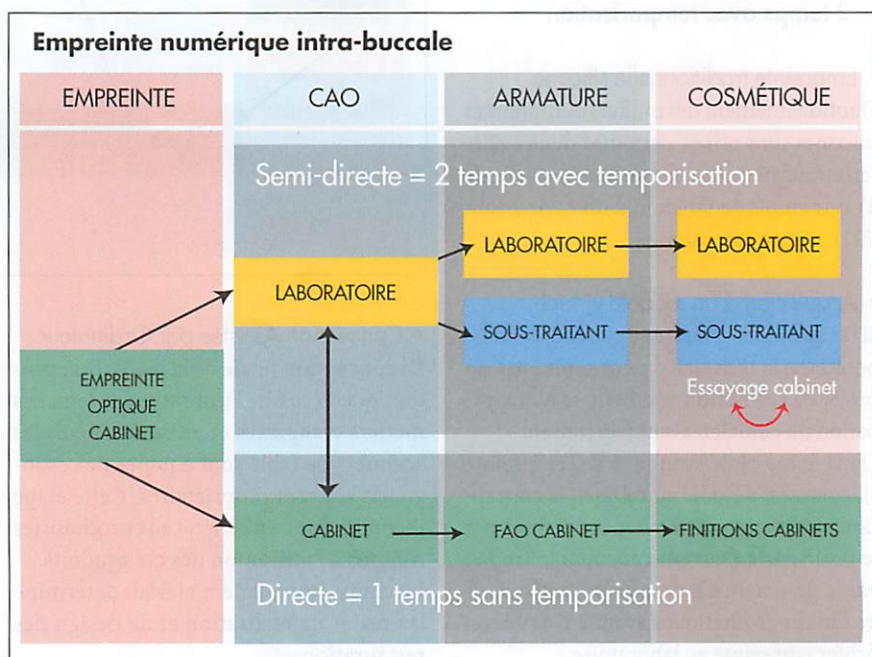 Empreinte numérique intra-buccale
EMPREINTE
CAO
ARMATURE
COSMÉTIQUE
Semi-directe = 2 temps avec temporisation
LABORATOIRE
LABORATOIRE
LABORATOIRE
SOUS-TRAITANT
SOUS-TRAITANT
Essayage cabinet
EMPREINTE
OPTIQUE
CABINET
CABINET
FAO CABINET
FINITIONS CABINETS
Directe = 1 temps sans temporisation